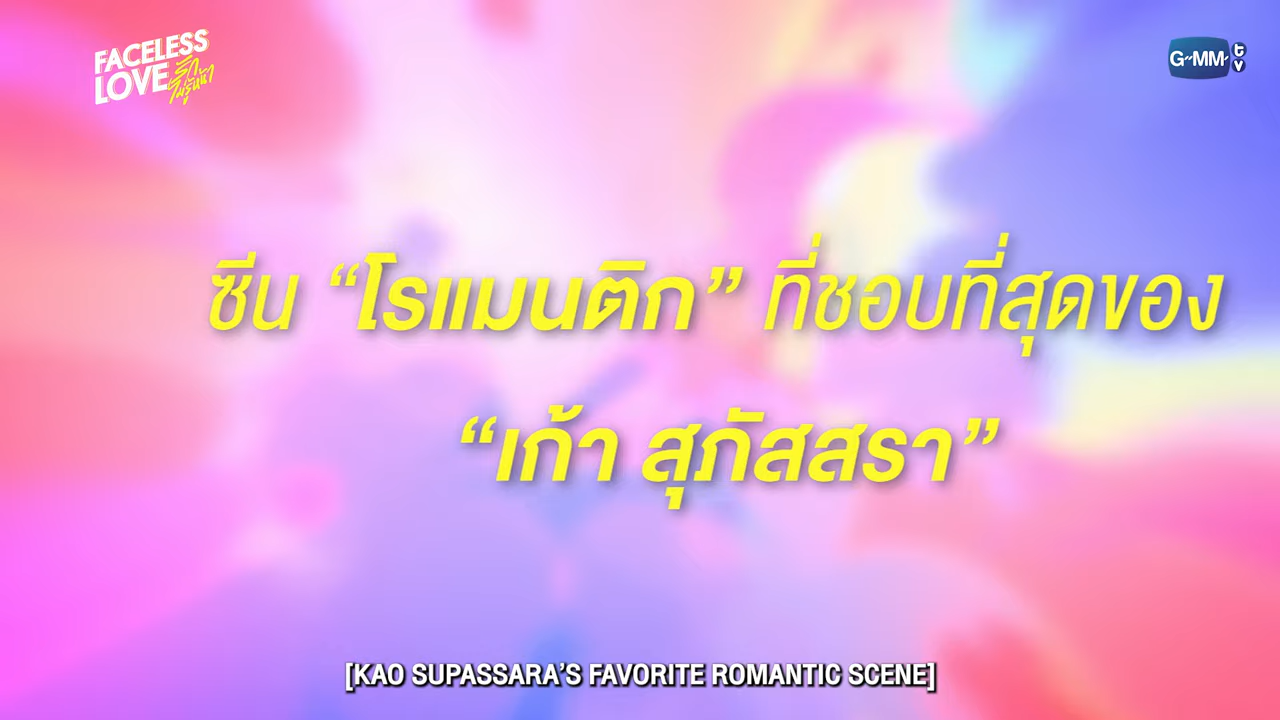 FACELESS
LOVE รักไม่รู้หน้า
GMM tv
ซีน “โรแมนติก” ที่ชอบที่สุดของ
“เก้า สุภัสสรา”
[KAO SUPASSARA’S FAVORITE ROMANTIC SCENE]